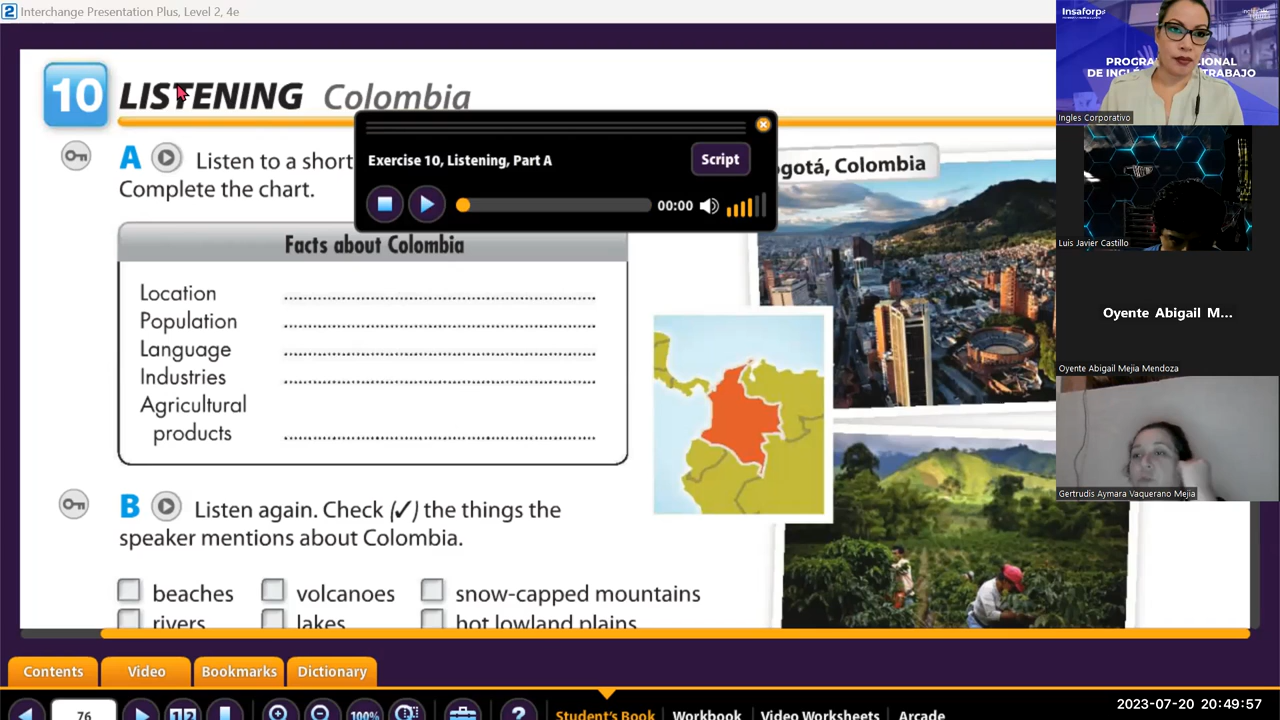 Interchange Presentation Plus, Level 2, 4e
10 LISTENING Colombia
A Listen to a short
Complete the chart.
Exercise 10, Listening, Part A
Script
00:00
Facts about Colombia
Location
Population
Language
Industries
Agricultural
products
gotá, Colombia
B Listen again. Check (✓) the things the
speaker mentions about Colombia.
beaches volcanoes snow-capped mountains
rivers lakes hot lowland plains
Contents Video Bookmarks Dictionary
76
100%
Student's Book Workbook Video Worksheets Arcade
Insaforp
DE INGLÉ TRABAJO
Ingles Corporativo
Luis Javier Castillo
Oyente Abigail M...
Oyente Abigail Mejia Mendoza
Gertrudis Aymara Vaquerano Mejia
2023-07-20 20:49:57